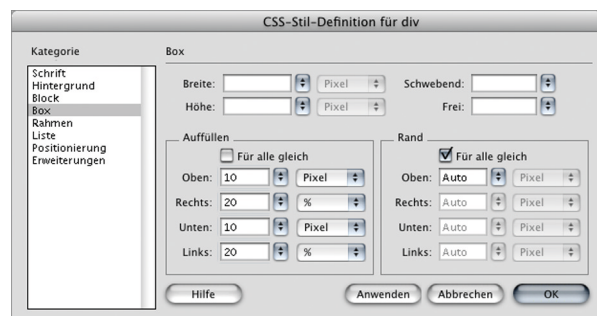 CSS-Stil-Definition für div
Kategorie
Schrift
Hintergrund
Block
Box
Rahmen
Liste
Positionierung
Erweiterungen
Box
Breite: Pixel Schwebend:
Höhe: Pixel Frei:
Auffüllen
Für alle gleich
Oben: 10 Pixel
Rechts: 20 %
Unten: 10 Pixel
Links: 20 %
Rand
Für alle gleich
Oben: Auto Pixel
Rechts: Auto Pixel
Unten: Auto Pixel
Links: Auto Pixel
Hilfe Anwenden Abbrechen OK